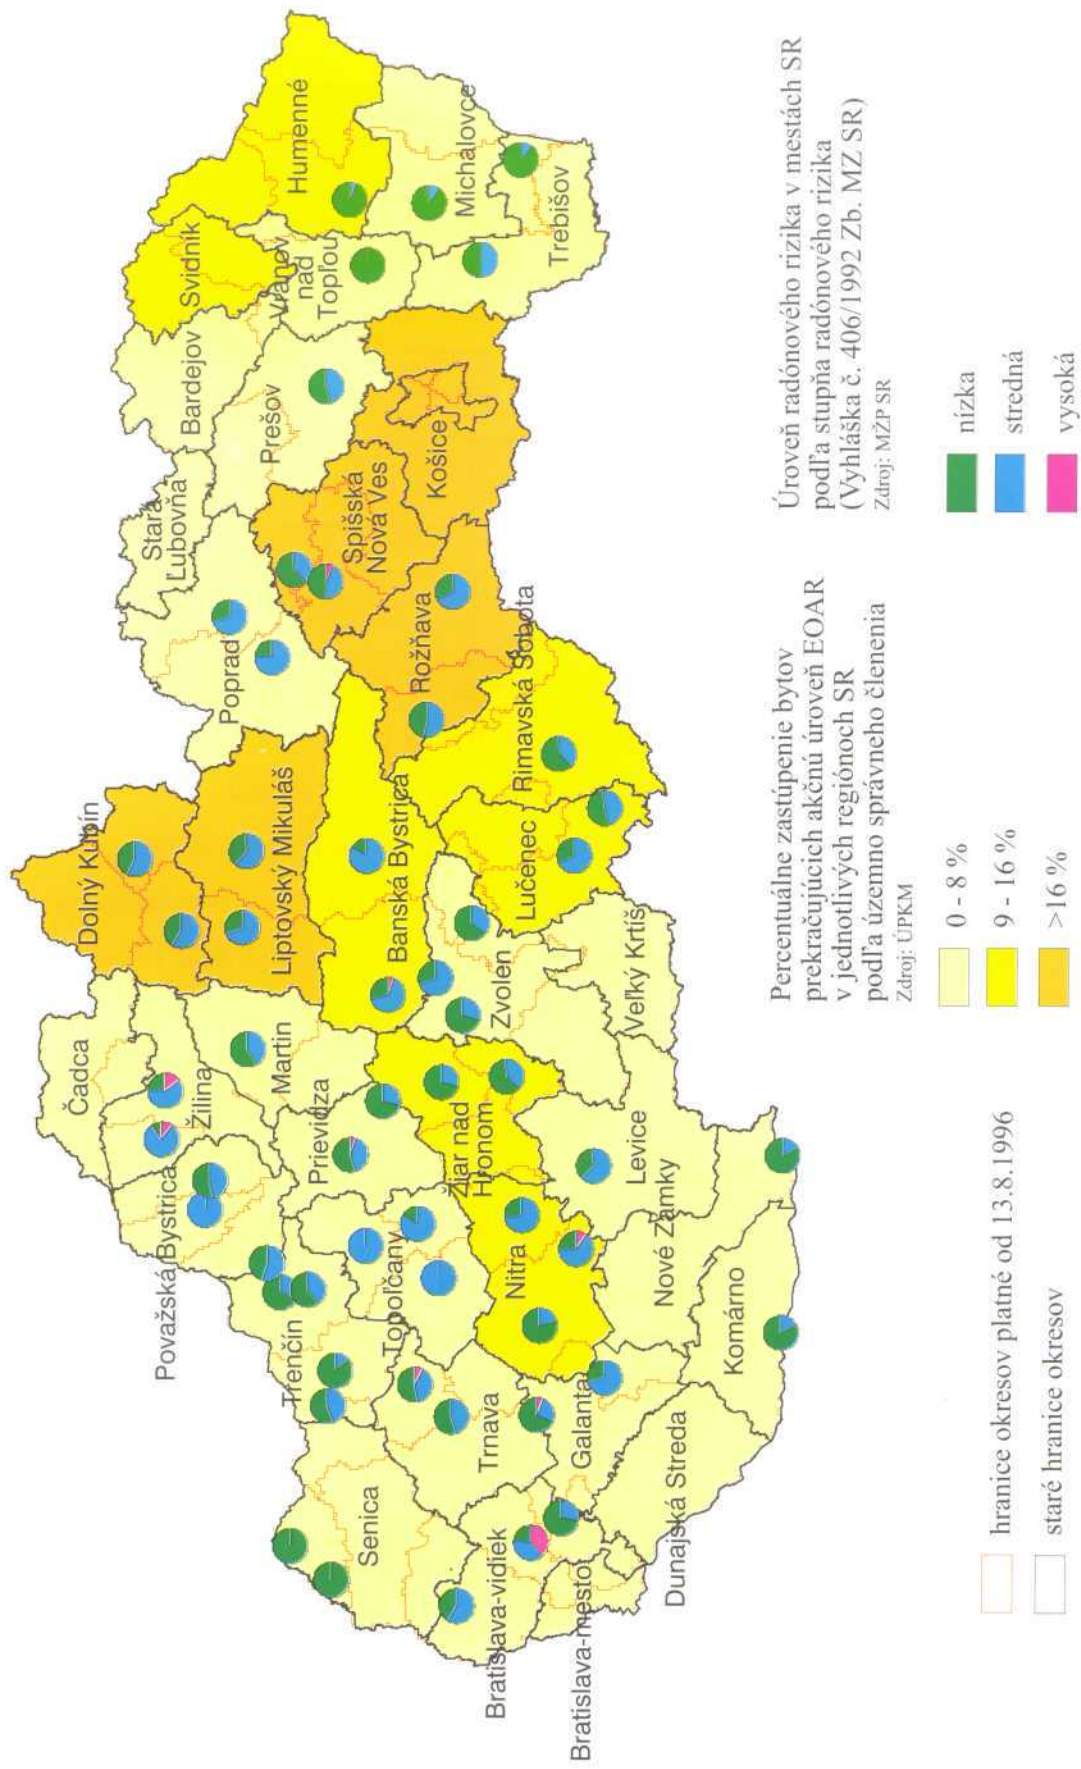 Dolný Kubín
Čadca
Žilina
Považská Bystrica
Martin
Liptovský Mikuláš
Poprad
Stará
Ľubovňa
Bardejov
Svidník
Humenné
Vranov
nad
Topľou
Prešov
Michalovce
Trebišov
Košice
Spišská
Nová Ves
Rožňava
Rimavská Sobota
Banská Bystrica
Lučenec
Zvolen
Veľký Krtíš
Prievidza
Žiar nad
Hronom
Levice
Trenčín
Topoľčany
Nitra
Nové Zámky
Komárno
Senica
Trnava
Galanta
Dunajská Streda
Bratislava-vidiek
Bratislava-mesto
hranice okresov platné od 13.8.1996
staré hranice okresov
Percentuálne zastúpenie bytov
prekračujúcich akčnú úroveň EOAR
v jednotlivých regiónoch SR
podľa územno správneho členenia
Zdroj: ÚPKM
0 - 8 %
9 - 16 %
>16 %
Úroveň radónového rizika v mestách SR
podľa stupňa radónového rizika
(Vyhláška č. 406/1992 Zb. MZ SR)
Zdroj: MŽP SR
nízka
stredná
vysoká